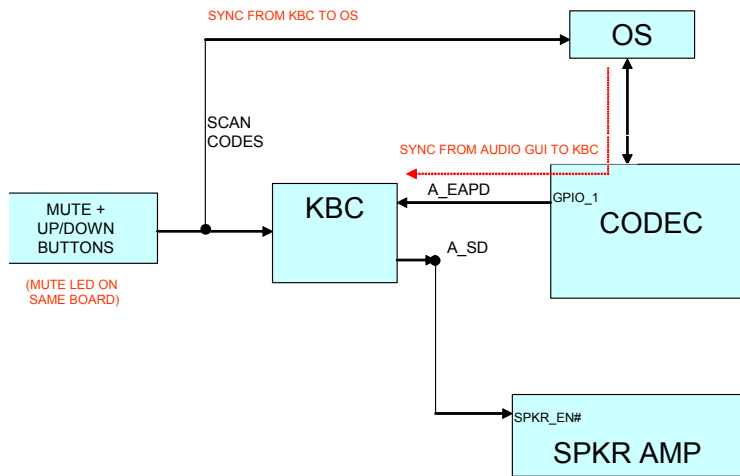 SYNC FROM KBC TO OS
OS
SCAN
CODES
SYNC FROM AUDIO GUI TO KBC
MUTE +
UP/DOWN
BUTTONS
KBC
A_EAPD
GPIO_1
CODEC
A_SD
(MUTE LED ON
SAME BOARD)
SPKR_EN#
SPKR AMP